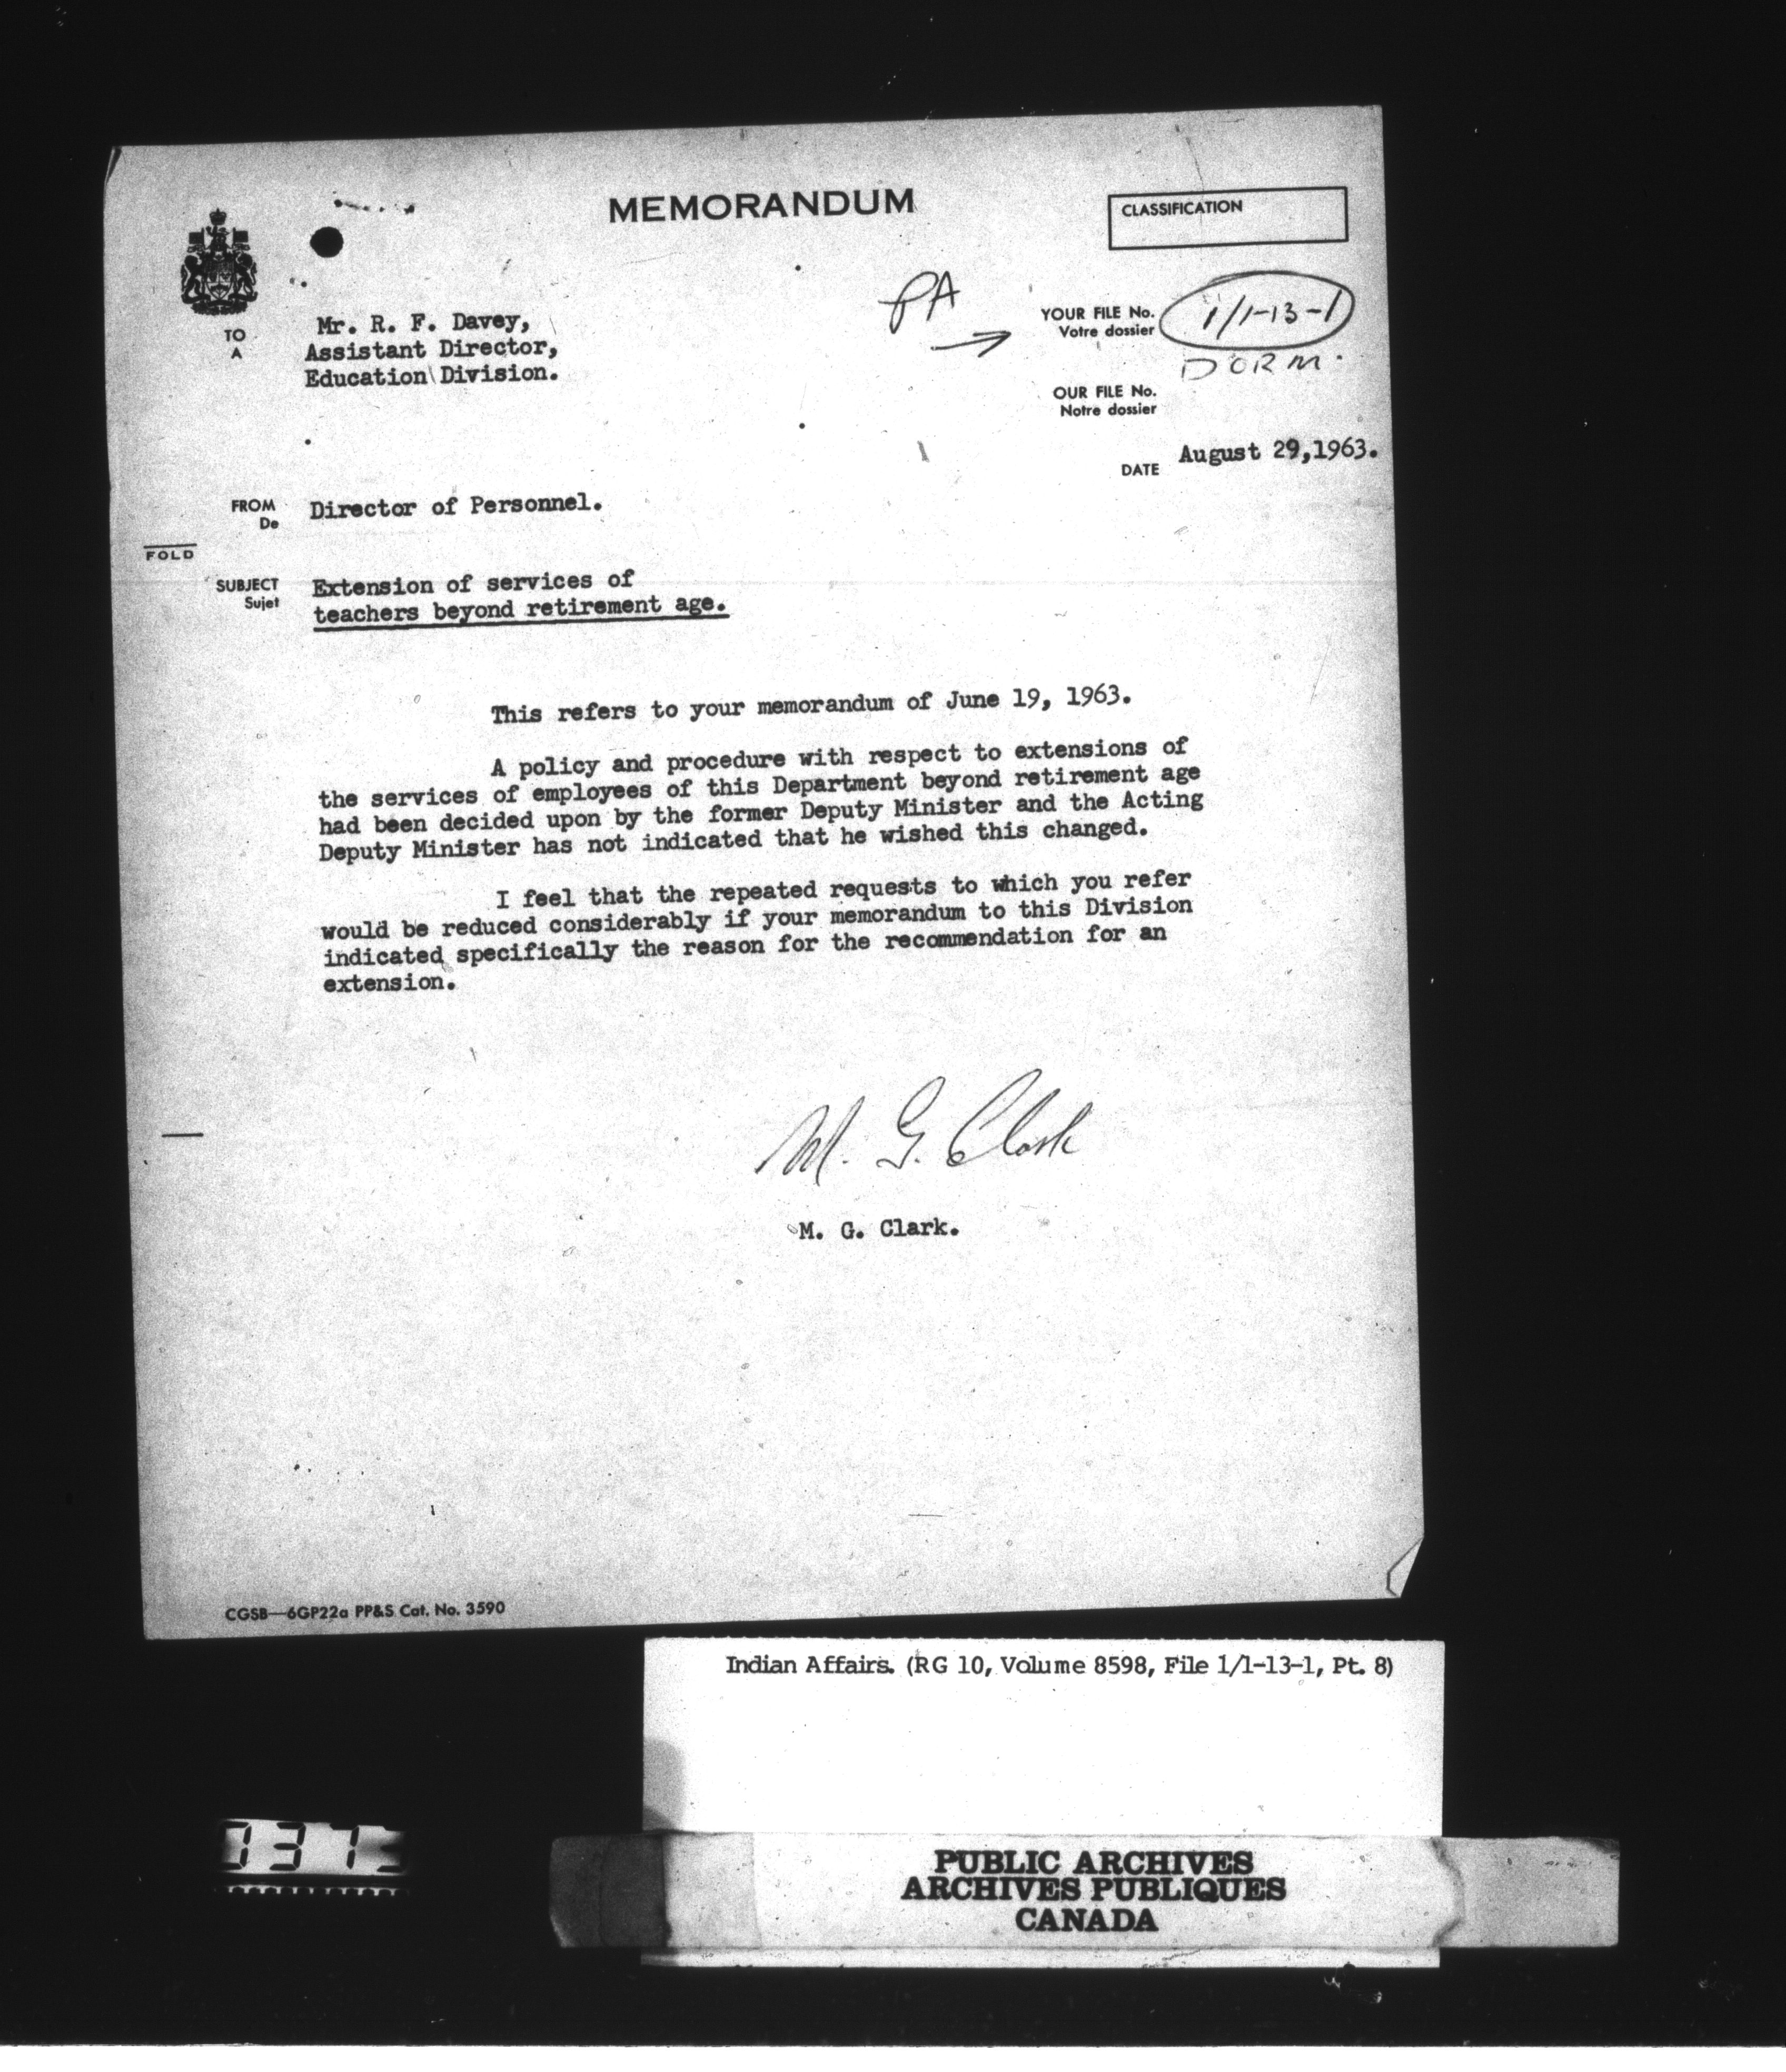 MEMORANDUM
CLASSIFICATION
TO
A
Mr. R. F. Davey,
Assistant Director,
Education Division.
PA
YOUR FILE No.
Votre dossier
1/1-13-1
DORM.
OUR FILE No.
Notre dossier
DATE
August 29,1963.
FROM
De
Director of Personnel.
FOLD
SUBJECT
Sujet
Extension of services of
teachers beyond retirement age.
This refers to your memorandum of June 19, 1963.
A policy and procedure with respect to extensions of
the services of employees of this Department beyond retirement age
had been decided upon by the former Deputy Minister and the Acting
Deputy Minister has not indicated that he wished this changed.
I feel that the repeated requests to which you refer
would be reduced considerably if your memorandum to this Division
indicated specifically the reason for the recommendation for an
extension.
M. G. Clark
M. G. Clark.
CGSB—6GP22a PP&S Cat. No. 3590
Indian Affairs. (RG 10, Volume 8598, File 1/1-13-1, Pt. 8)
PUBLIC ARCHIVES
ARCHIVES PUBLIQUES
CANADA